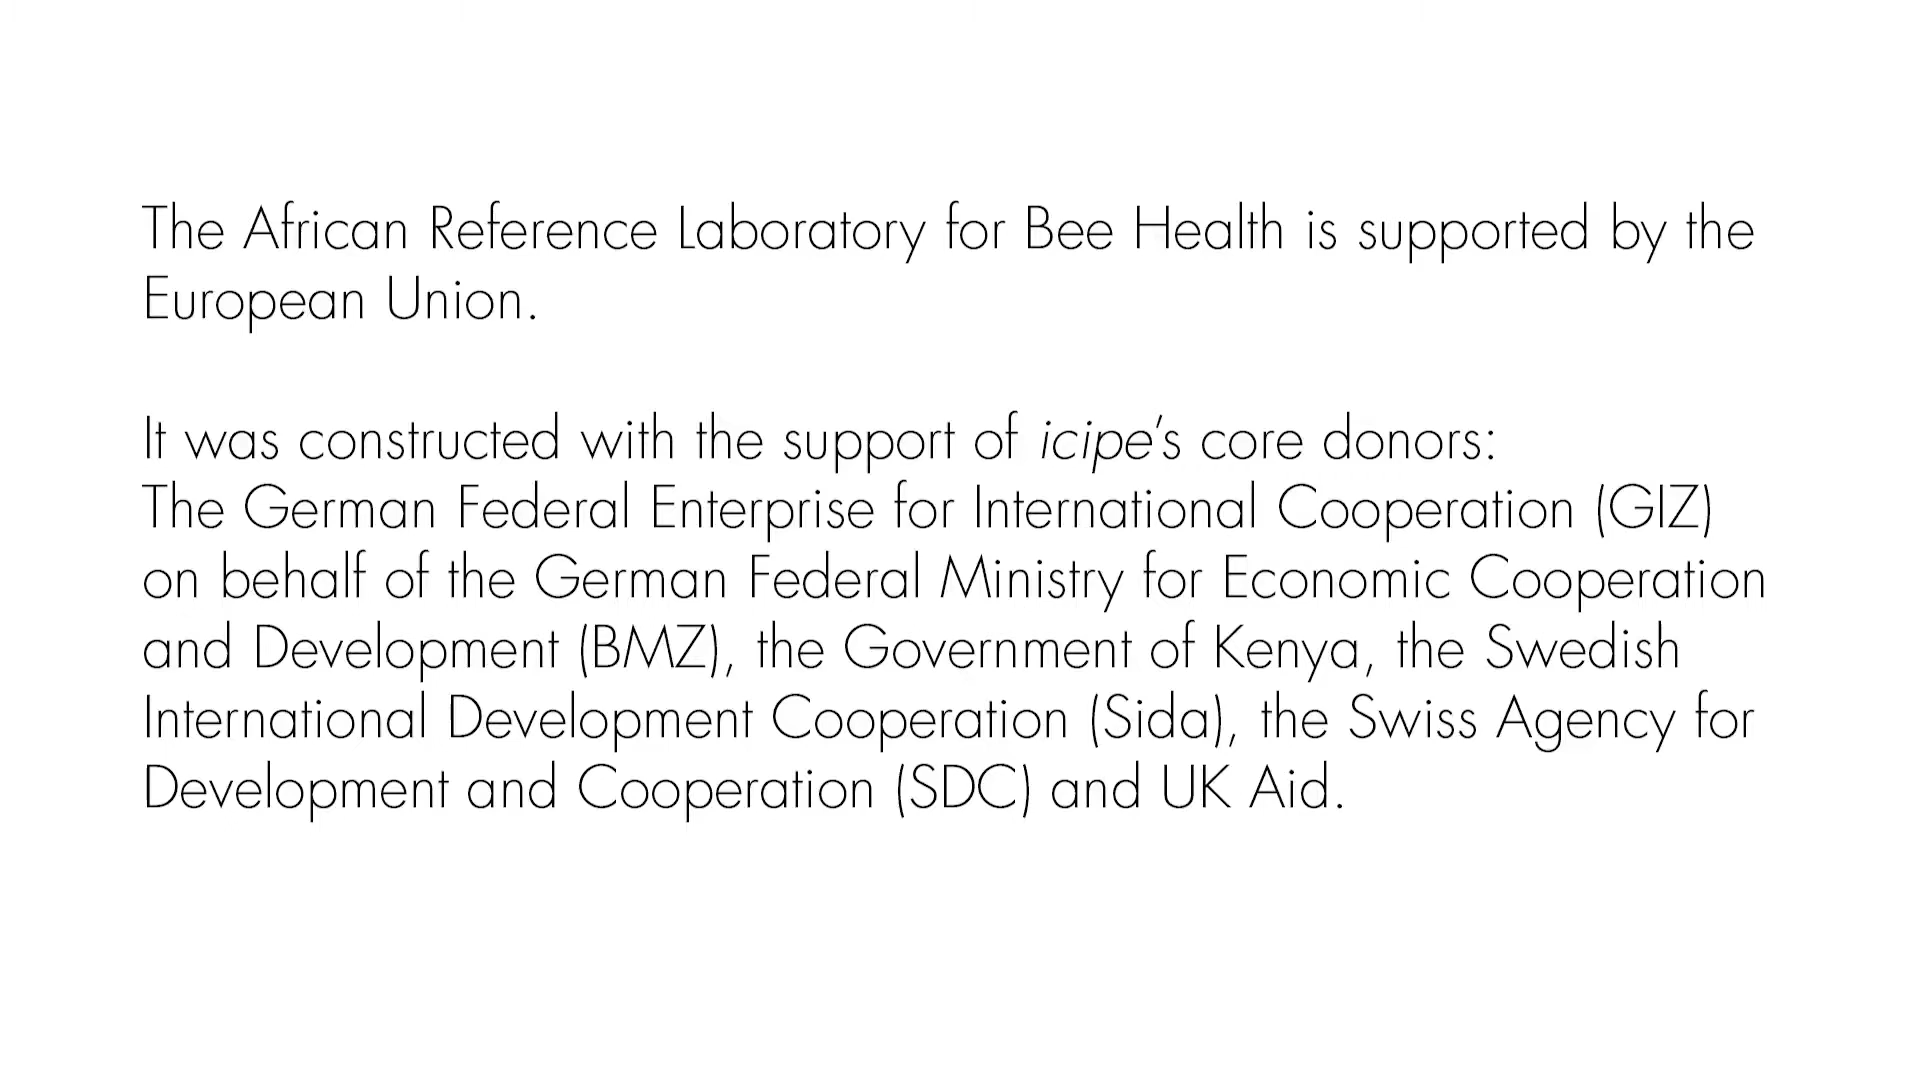 The African Reference Laboratory for Bee Health is supported by the
European Union.
It was constructed with the support of icipe's core donors:
The German Federal Enterprise for International Cooperation (GIZ)
on behalf of the German Federal Ministry for Economic Cooperation
and Development (BMZ), the Government of Kenya, the Swedish
International Development Cooperation (Sida), the Swiss Agency for
Development and Cooperation (SDC) and UK Aid.